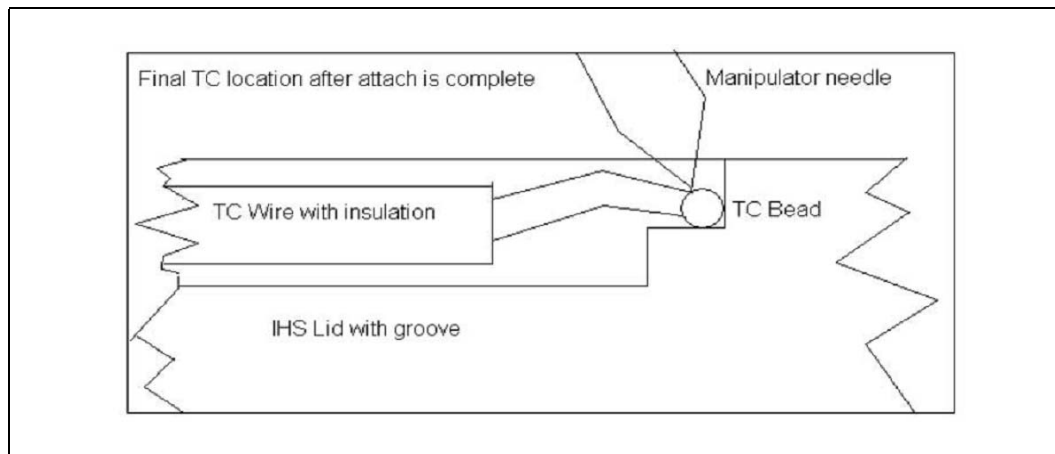 Final TC location after attach is complete
Manipulator needle
TC Wire with insulation
TC Bead
IHS Lid with groove